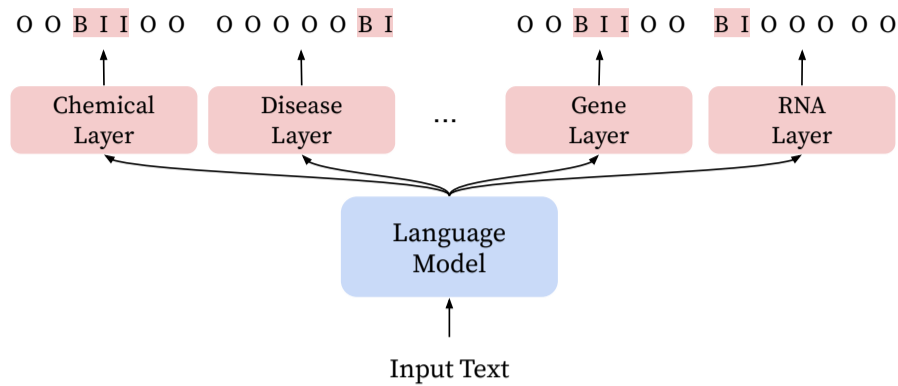 O O B I I O O
O O O O O B I
O O B I I O O
B I O O O O O
Chemical
Layer
Disease
Layer
...
Gene
Layer
RNA
Layer
Language
Model
Input Text